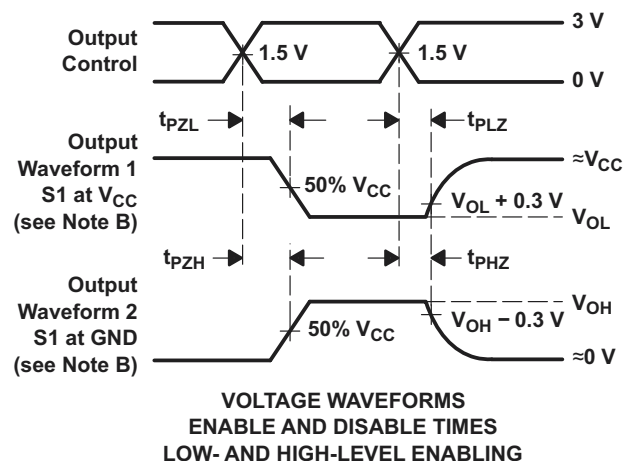 Output
Control
1.5 V
1.5 V
3 V
0 V
tPZL
tPLZ
Output
Waveform 1
S1 at VCC
(see Note B)
50% VCC
≈VCC
VOL + 0.3 V
VOL
tPZH
tPHZ
Output
Waveform 2
S1 at GND
(see Note B)
50% VCC
VOH
VOH − 0.3 V
≈0 V
VOLTAGE WAVEFORMS
ENABLE AND DISABLE TIMES
LOW- AND HIGH-LEVEL ENABLING